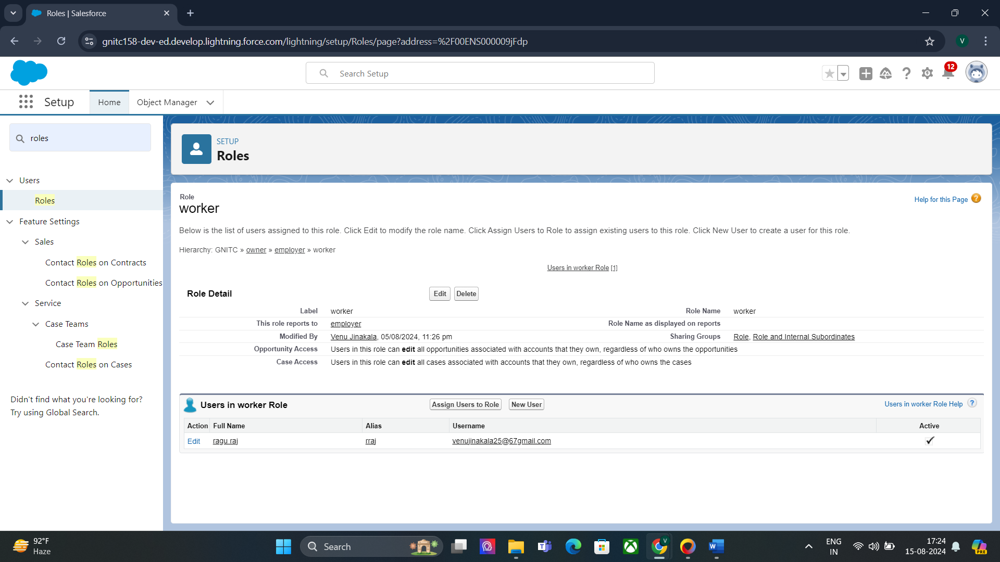 Roles | Salesforce
gnitc158-dev-ed.develop.lightning.force.com/lightning/setup/Roles/page?address=%2F00ENS000009jFdp
V
Search Setup
12
Setup
Home
Object Manager
roles
Users
Roles
Feature Settings
Sales
Contact Roles on Contracts
Contact Roles on Opportunities
Service
Case Teams
Case Team Roles
Contact Roles on Cases
Didn't find what you're looking for?
Try using Global Search.
SETUP
Roles
Role
worker
Help for this Page ?
Below is the list of users assigned to this role. Click Edit to modify the role name. Click Assign Users to Role to assign existing users to this role. Click New User to create a user for this role.
Hierarchy: GNITC » owner » employer » worker
Users in worker Role [1]
Role Detail Edit Delete
Label worker Role Name worker
This role reports to employer Role Name as displayed on reports
Modified By Venu Jinakala, 05/08/2024, 11:26 pm Sharing Groups Role, Role and Internal Subordinates
Opportunity Access Users in this role can edit all opportunities associated with accounts that they own, regardless of who owns the opportunities
Case Access Users in this role can edit all cases associated with accounts that they own, regardless of who owns the cases
Users in worker Role Assign Users to Role New User Users in worker Role Help ?
Action Full Name Alias Username Active
Edit ragu raj rraj venujinakala25@67gmail.com
92°F
Haze
Search
ENG
IN
17:24
15-08-2024
PRE